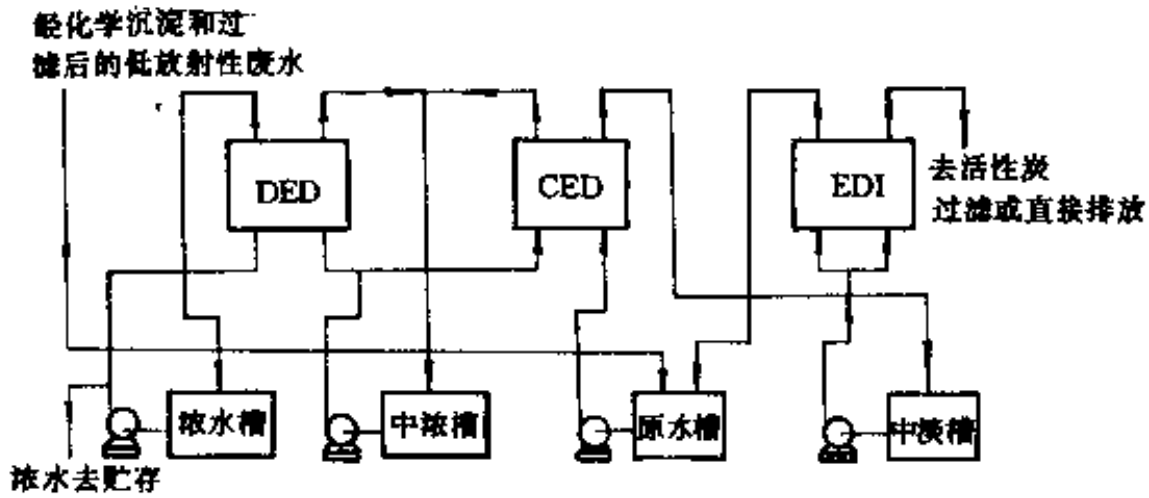 经化学沉淀和过
滤后的低放射性废水
DED
CED
EDI
去活性炭
过滤或直接排放
浓水槽
中浓槽
原水槽
中淡槽
浓水去贮存